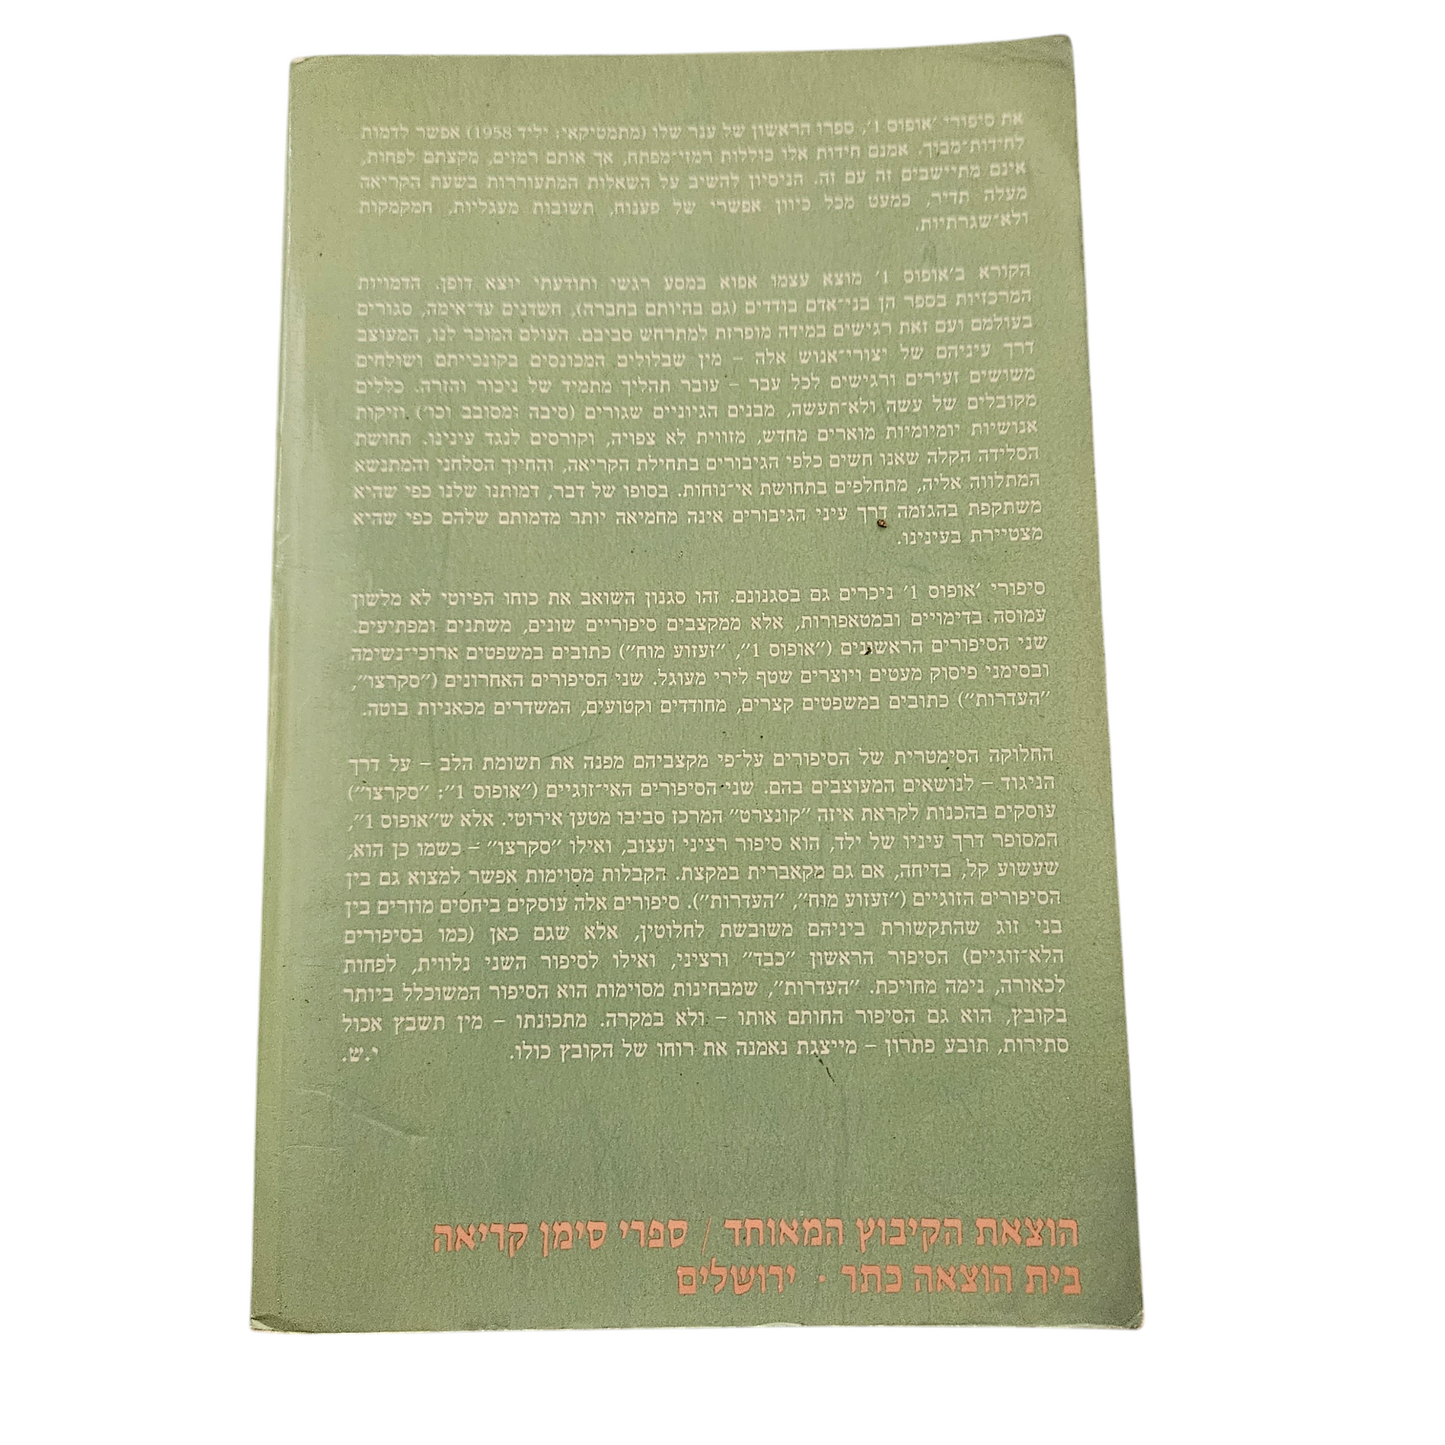 את סיפורי 'אופוס 1', ספרו הראשון של ענר שלו (מתמטיקאי; יליד 1958) אפשר לדמות
לחידות־מבוך. אמנם חידות אלו כוללות רמזי־מפתח, אך אותם רמזים, מקצתם לפחות,
אינם מתיישבים זה עם זה. הניסיון להשיב על השאלות המתעוררות בשעת הקריאה
מעלה תדיר, כמעט מכל כיוון אפשרי של פענוח, תשובות מעגליות, חמקמקות
ולא־שגרתיות.
הקורא ב'אופוס 1' מוצא עצמו אפוא במסע רגשי ותודעתי יוצא דופן. הדמויות
המרכזיות בספר הן בני־אדם בודדים (גם בהיותם בחברה), חשדנים עד־אימה, סגורים
בעולמם ועם זאת רגישים במידה מופרזת למתרחש סביבם. העולם המוכר לנו, המעוצב
דרך עיניהם של יצורי־אנוש אלה – מין שבלולים המכונסים בקונכייתם ושולחים
משושים זעירים ורגישים לכל עבר – עובר תהליך מתמיד של ניכור והזרה. כללים
מקובלים של עשה ולא־תעשה, מבנים הגיוניים שגורים (סיבה ומסובב וכו') וזיקות
אנושיות יומיומיות מוארים מחדש, מזווית לא צפויה, וקורסים לנגד עינינו. תחושת
הסלידה הקלה שאנו חשים כלפי הגיבורים בתחילת הקריאה, והחיוך הסלחני והמתנשא
המתלווה אליה, מתחלפים בתחושת אי־נוחות. בסופו של דבר, דמותנו שלנו כפי שהיא
משתקפת בהגזמה דרך עיני הגיבורים אינה מחמיאה יותר מדמותם שלהם כפי שהיא
מצטיירת בעינינו.
סיפורי 'אופוס 1' ניכרים גם בסגנונם. זהו סגנון השואב את כוחו הפיוטי לא מלשון
עמוסה בדימויים ובמטאפורות, אלא ממקצבים סיפוריים שונים, משתנים ומפתיעים.
שני הסיפורים הראשונים ("אופוס 1", "זעזוע מוח") כתובים במשפטים ארוכי־נשימה
ובסימני פיסוק מעטים ויוצרים שטף לירי מעוגל. שני הסיפורים האחרונים ("סקרצו",
"העדרות") כתובים במשפטים קצרים, מחודדים וקטועים, המשדרים מכאניות בוטה.
החלוקה הסימטרית של הסיפורים על־פי מקצביהם מפנה את תשומת הלב – על דרך
הניגוד – לנושאים המעוצבים בהם. שני הסיפורים האי־זוגיים ("אופוס 1"; "סקרצו")
עוסקים בהכנות לקראת איזה "קונצרט" המרכז סביבו מטען אירוטי. אלא ש"אופוס 1",
המסופר דרך עיניו של ילד, הוא סיפור רציני ועצוב, ואילו "סקרצו" – כשמו כן הוא,
שעשוע קל, בדיחה, אם גם מקאברית במקצת. הקבלות מסוימות אפשר למצוא גם בין
הסיפורים הזוגיים ("זעזוע מוח", "העדרות"). סיפורים אלה עוסקים ביחסים מוזרים בין
בני זוג שהתקשורת ביניהם משובשת לחלוטין, אלא שגם כאן (כמו בסיפורים
הלא־זוגיים) הסיפור הראשון "כבד" ורציני, ואילו לסיפור השני נלווית, לפחות
לכאורה, נימה מחויכת. "העדרות", שמבחינות מסוימות הוא הסיפור המשוכלל ביותר
בקובץ, הוא גם הסיפור החותם אותו – ולא במקרה. מתכונתו – מין תשבץ אכול
סתירות, תובע פתרון – מייצגת נאמנה את רוחו של הקובץ כולו. י.ש.
הוצאת הקיבוץ המאוחד / ספרי סימן קריאה
בית הוצאה כתר · ירושלים